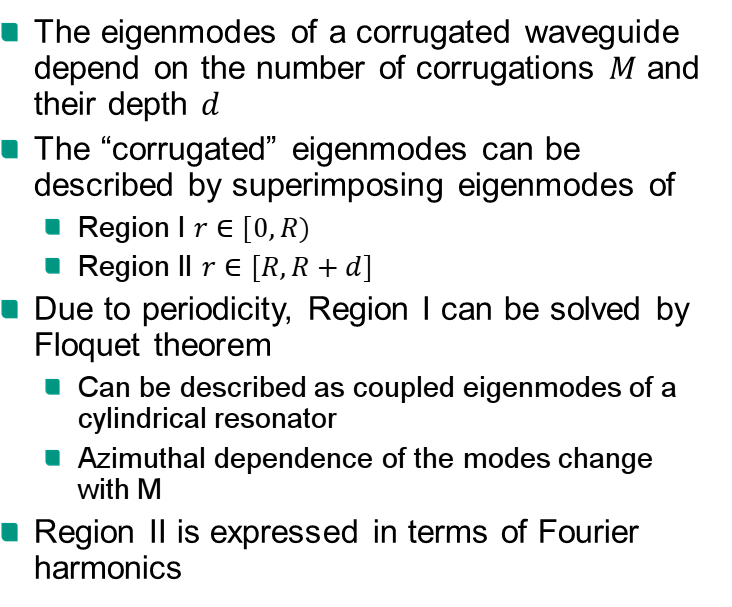 The eigenmodes of a corrugated waveguide
depend on the number of corrugations M and
their depth d
The “corrugated” eigenmodes can be
described by superimposing eigenmodes of
Region I r ∈ [0, R)
Region II r ∈ [R, R + d]
Due to periodicity, Region I can be solved by
Floquet theorem
Can be described as coupled eigenmodes of a
cylindrical resonator
Azimuthal dependence of the modes change
with M
Region II is expressed in terms of Fourier
harmonics